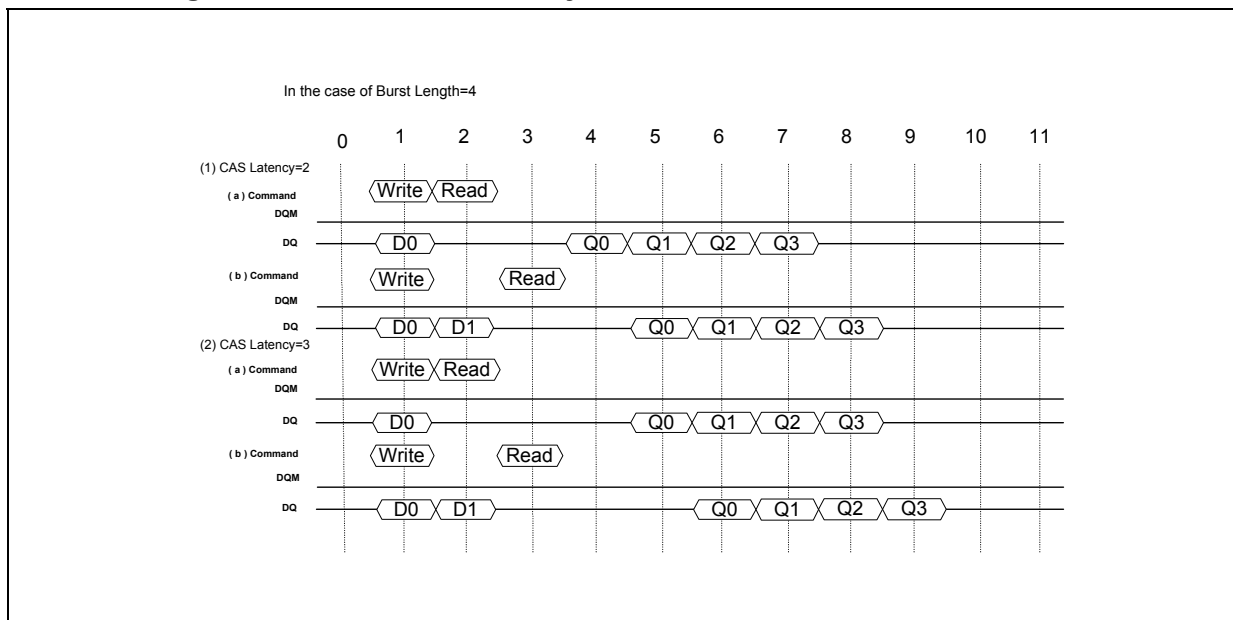 In the case of Burst Length=4
0 1 2 3 4 5 6 7 8 9 10 11
(1) CAS Latency=2
( a ) Command Write Read
DQM
DQ D0 Q0 Q1 Q2 Q3
( b ) Command Write Read
DQM
DQ D0 D1 Q0 Q1 Q2 Q3
(2) CAS Latency=3
( a ) Command Write Read
DQM
DQ D0 Q0 Q1 Q2 Q3
( b ) Command Write Read
DQM
DQ D0 D1 Q0 Q1 Q2 Q3